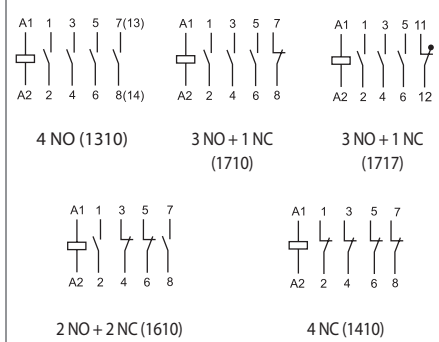 A1 1 3 5 7(13) A1 1 3 5 7 A1 1 3 5 11
A2 2 4 6 8(14) A2 2 4 6 8 A2 2 4 6 12
4 NO (1310) 3 NO + 1 NC 3 NO + 1 NC
(1710) (1717)
A1 1 3 5 7 A1 1 3 5 7
A2 2 4 6 8 A2 2 4 6 8
2 NO + 2 NC (1610) 4 NC (1410)